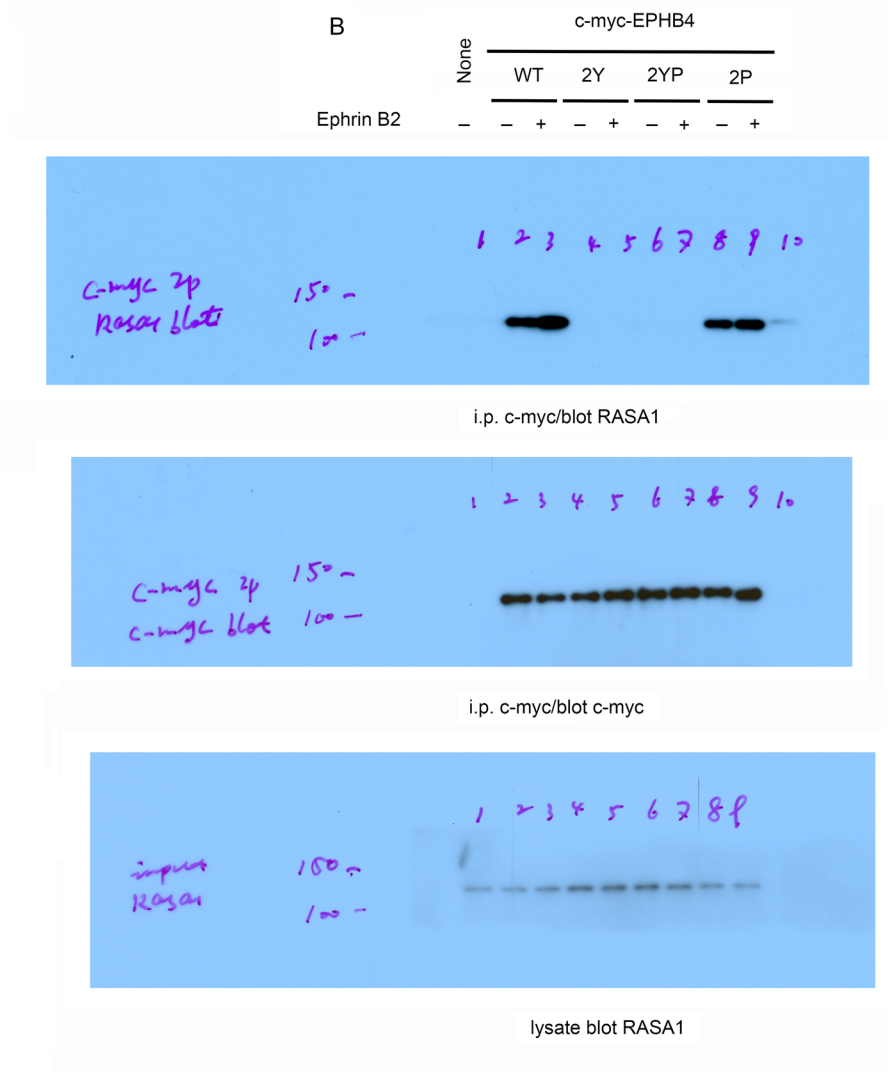 B
c-myc-EPHB4
None
WT 2Y 2YP 2P
Ephrin B2 – – + – + – + – +
1 2 3 4 5 6 7 8 9 10
c-myc 2p 150 –
Rasa1 blot 100 –
i.p. c-myc/blot RASA1
1 2 3 4 5 6 7 8 9 10
c-myc 2p 150 –
c-myc blot 100 –
i.p. c-myc/blot c-myc
1 2 3 4 5 6 7 8 9
input 150 –
Rasa1 100 –
lysate blot RASA1